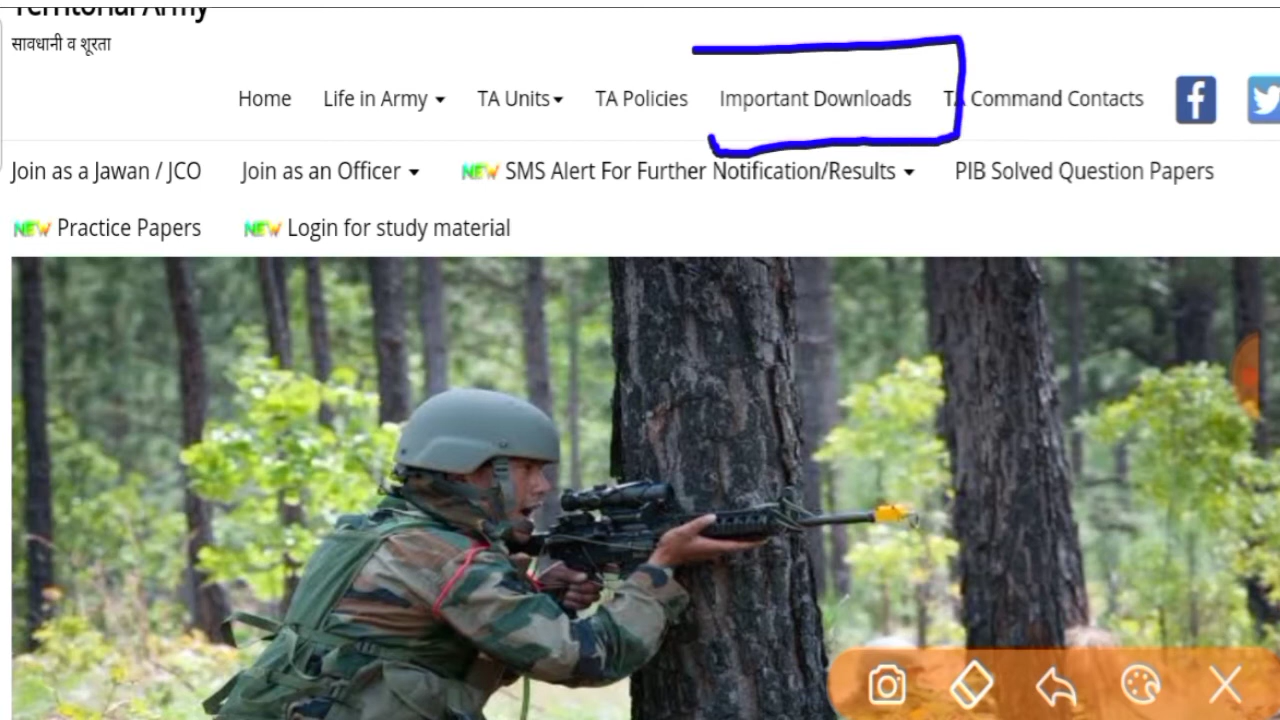 Territorial Army
सावधानी व शूरता
Home Life in Army TA Units TA Policies Important Downloads TA Command Contacts
Join as a Jawan / JCO Join as an Officer NEW SMS Alert For Further Notification/Results PIB Solved Question Papers
NEW Practice Papers NEW Login for study material